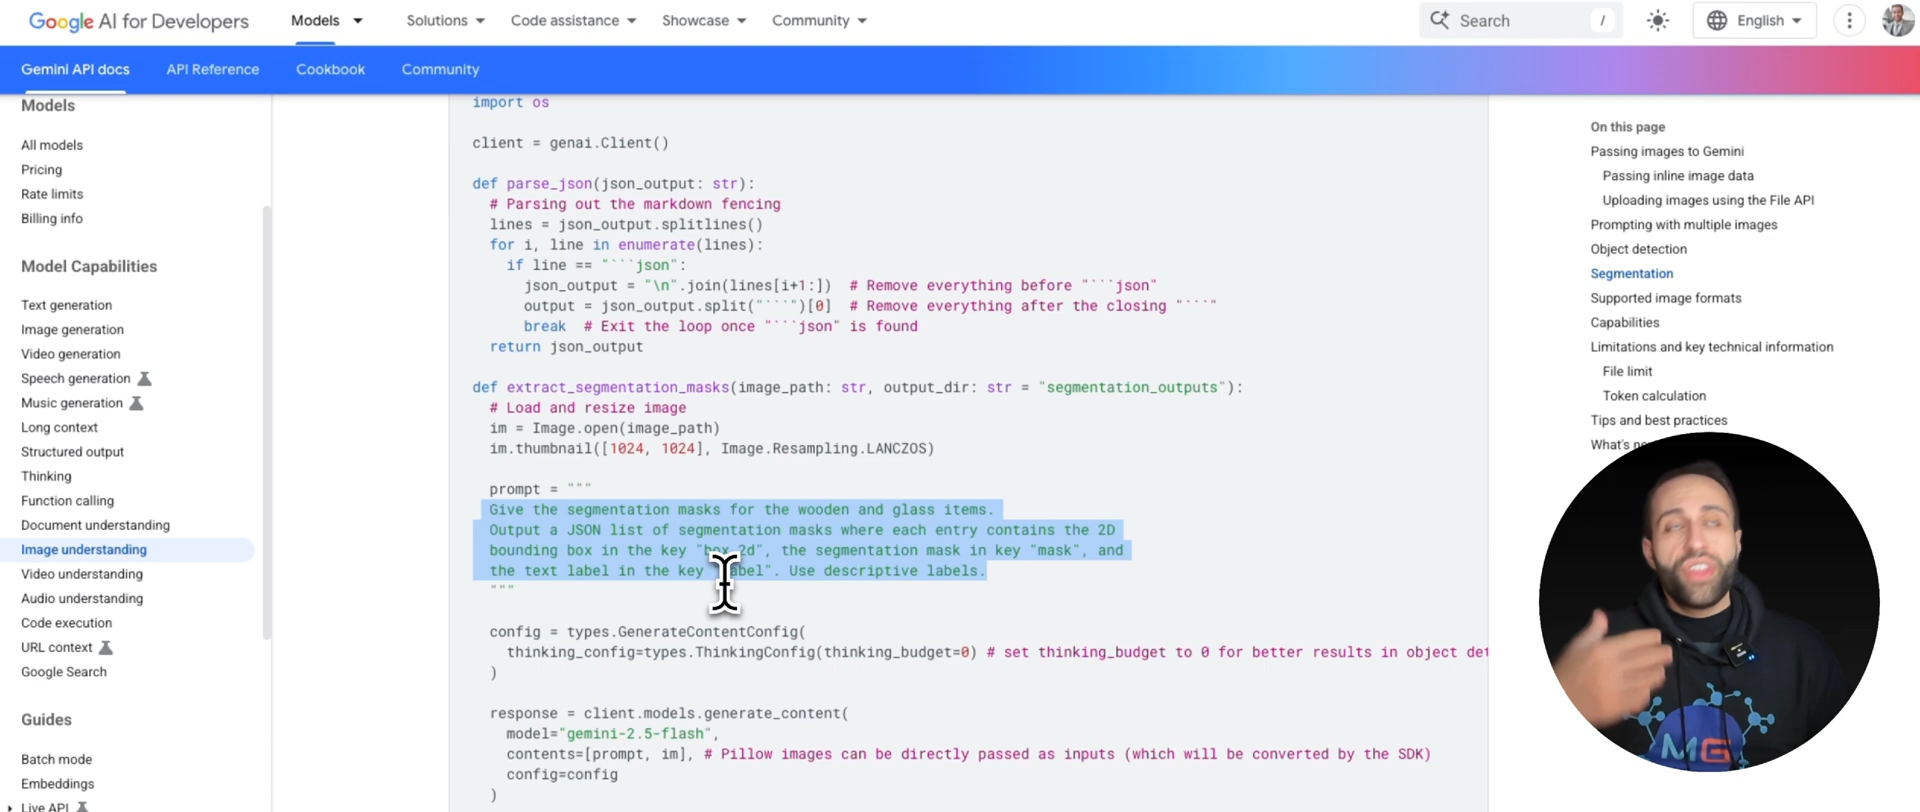 Google AI for Developers
Models
Solutions
Code assistance
Showcase
Community
Search
/
English
Gemini API docs
API Reference
Cookbook
Community
Models
All models
Pricing
Rate limits
Billing info
Model Capabilities
Text generation
Image generation
Video generation
Speech generation
Music generation
Long context
Structured output
Thinking
Function calling
Document understanding
Image understanding
Video understanding
Audio understanding
Code execution
URL context
Google Search
Guides
Batch mode
Embeddings
Live API
import os
client = genai.Client()
def parse_json(json_output: str):
# Parsing out the markdown fencing
lines = json_output.splitlines()
for i, line in enumerate(lines):
if line == "```json":
json_output = "\n".join(lines[i+1:])  # Remove everything before "```json"
output = json_output.split("```")[0]  # Remove everything after the closing "```"
break  # Exit the loop once "```json" is found
return json_output
def extract_segmentation_masks(image_path: str, output_dir: str = "segmentation_outputs"):
# Load and resize image
im = Image.open(image_path)
im.thumbnail([1024, 1024], Image.Resampling.LANCZOS)
prompt = """
Give the segmentation masks for the wooden and glass items.
Output a JSON list of segmentation masks where each entry contains the 2D
bounding box in the key "box_2d", the segmentation mask in key "mask", and
the text label in the key "label". Use descriptive labels.
"""
config = types.GenerateContentConfig(
thinking_config=types.ThinkingConfig(thinking_budget=0) # set thinking_budget to 0 for better results in object det
)
response = client.models.generate_content(
model="gemini-2.5-flash",
contents=[prompt, im], # Pillow images can be directly passed as inputs (which will be converted by the SDK)
config=config
)
On this page
Passing images to Gemini
Passing inline image data
Uploading images using the File API
Prompting with multiple images
Object detection
Segmentation
Supported image formats
Capabilities
Limitations and key technical information
File limit
Token calculation
Tips and best practices
What's
MG